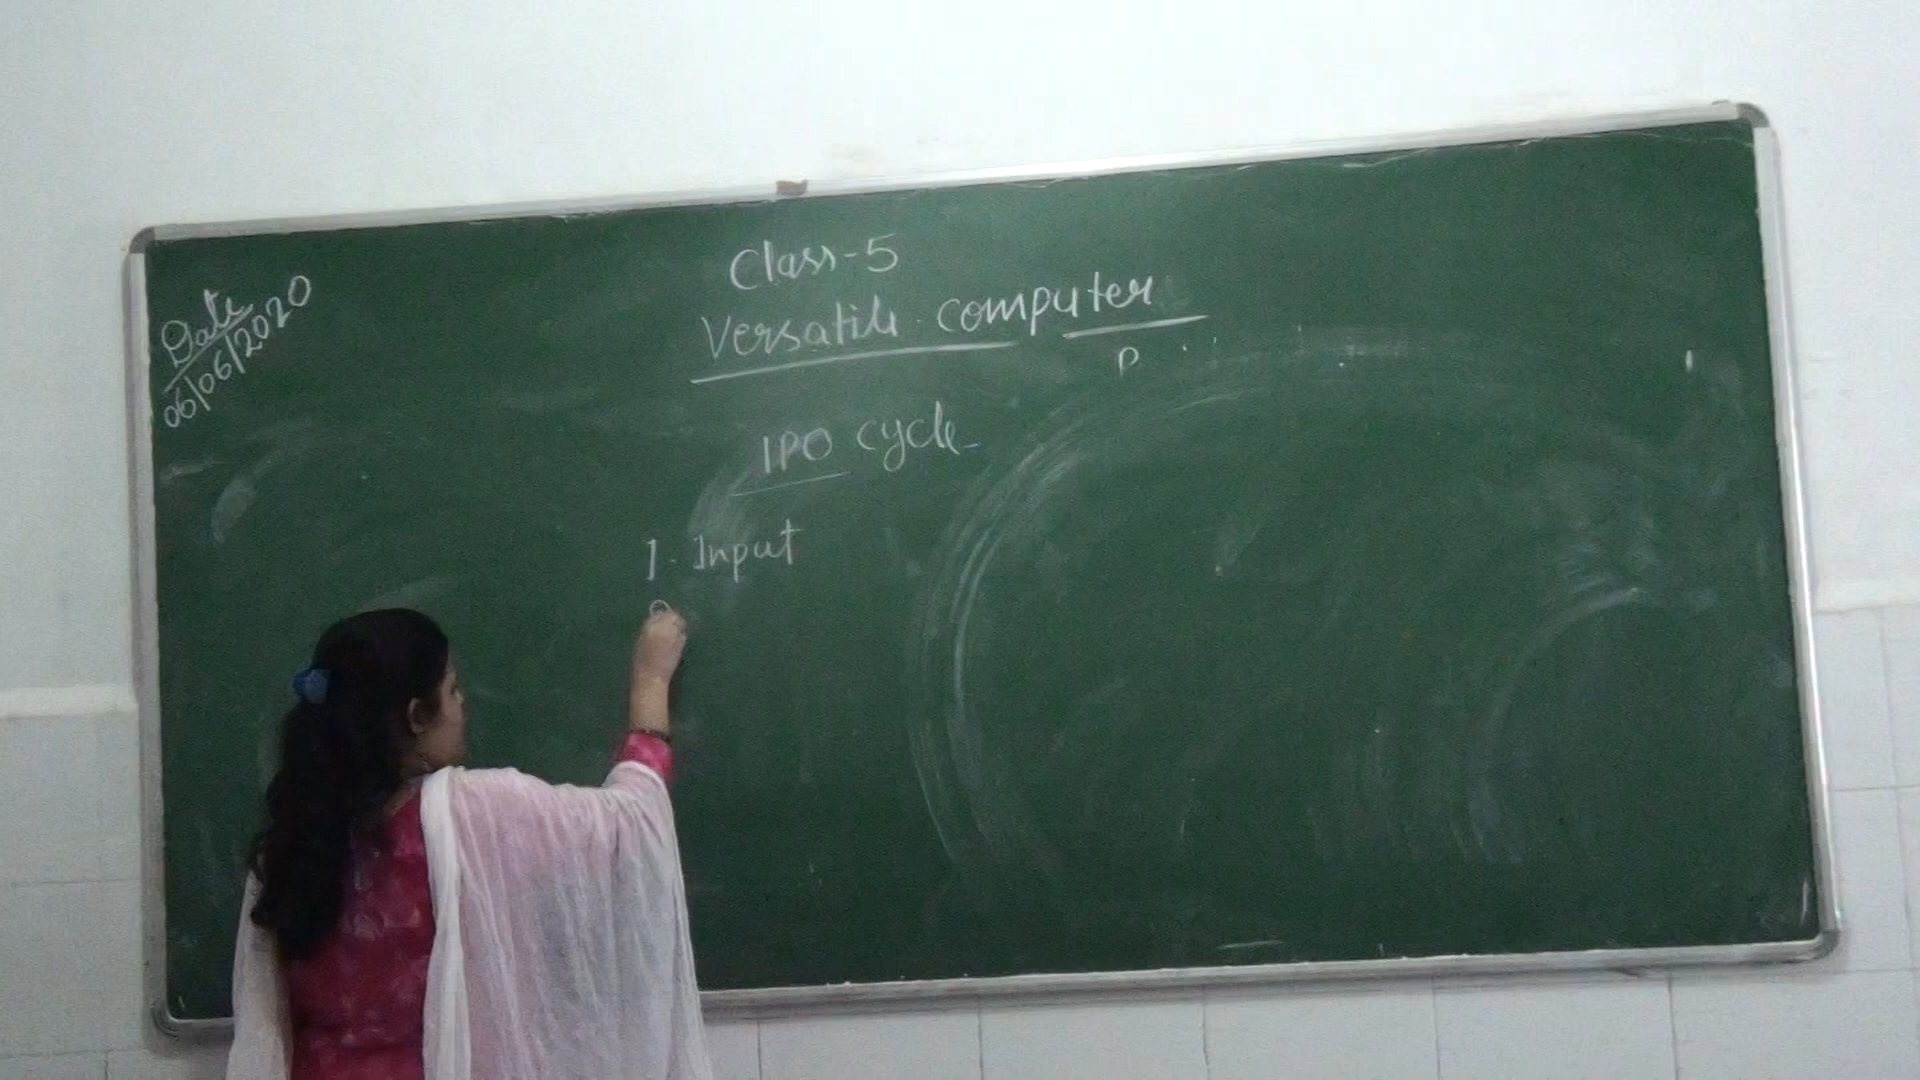 Date
06/06/2020
Class-5
Versatile computer
P
IPO cycle
1. Input